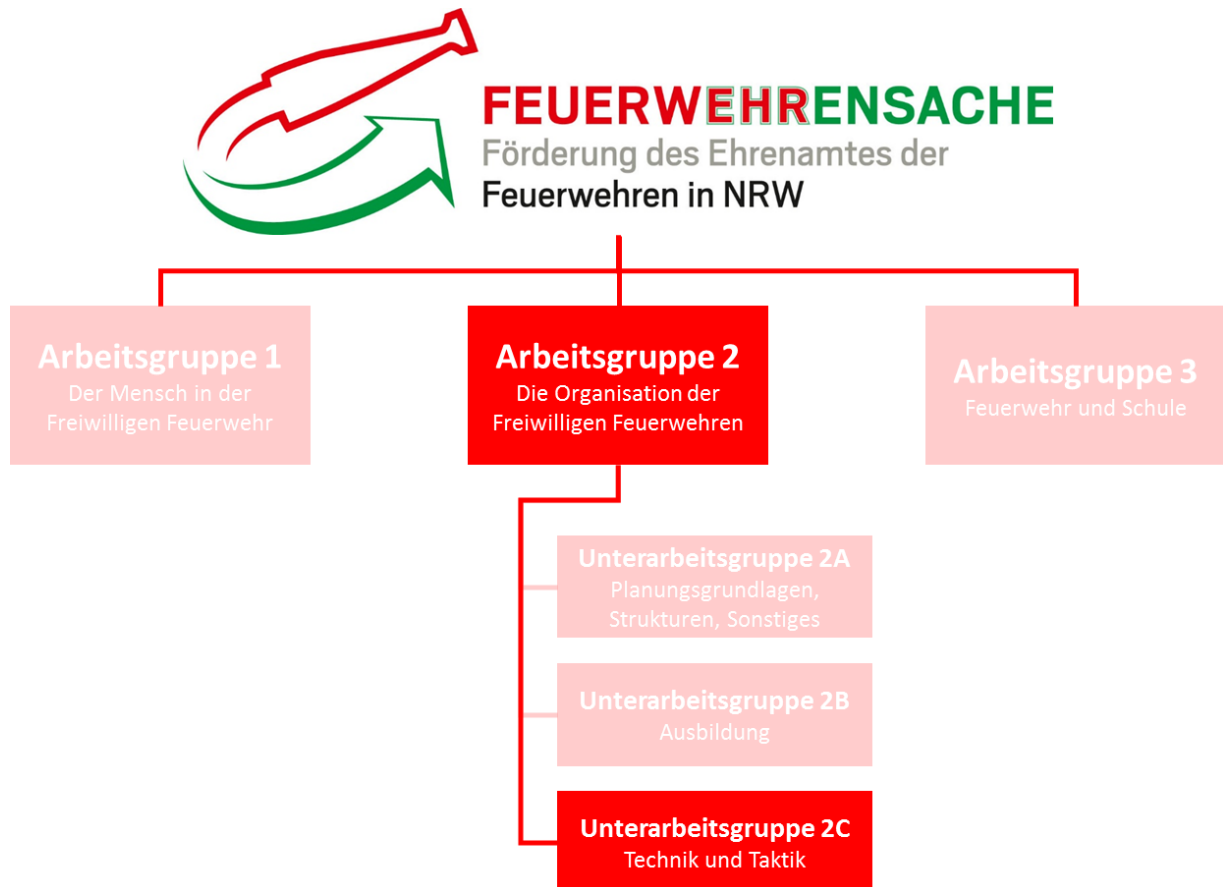 FEUERWEHRENSACHE
Förderung des Ehrenamtes der
Feuerwehren in NRW
Arbeitsgruppe 1
Der Mensch in der
Freiwilligen Feuerwehr
Arbeitsgruppe 2
Die Organisation der
Freiwilligen Feuerwehren
Arbeitsgruppe 3
Feuerwehr und Schule
Unterarbeitsgruppe 2A
Planungsgrundlagen,
Strukturen, Sonstiges
Unterarbeitsgruppe 2B
Ausbildung
Unterarbeitsgruppe 2C
Technik und Taktik